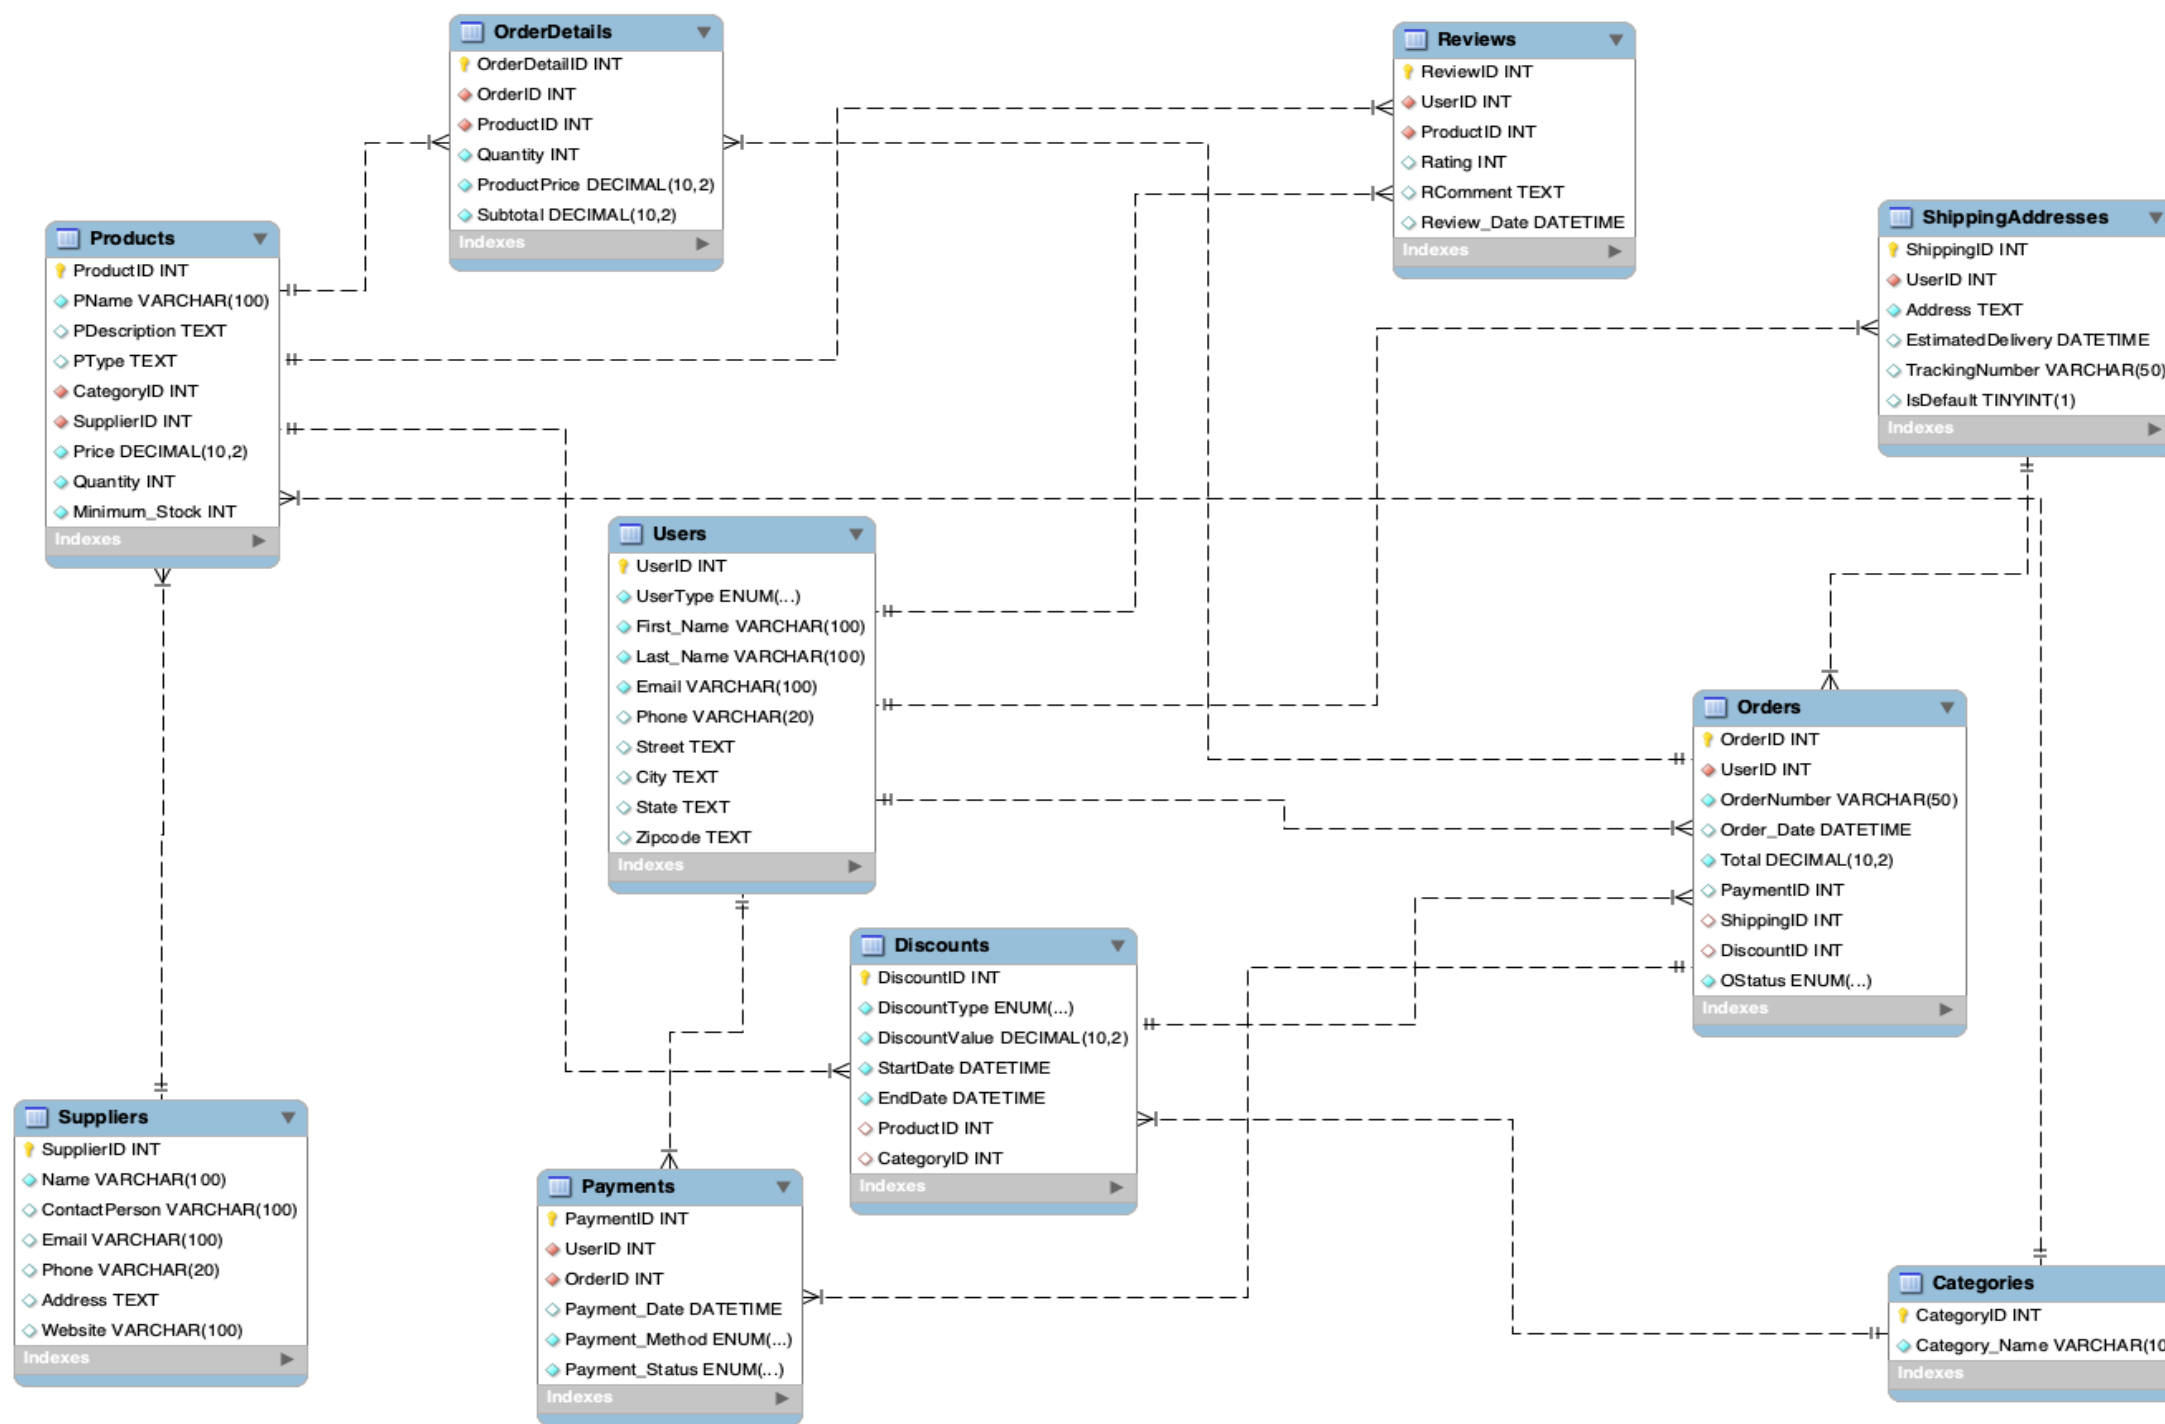 OrderDetails
OrderDetailID INT
OrderID INT
ProductID INT
Quantity INT
ProductPrice DECIMAL(10,2)
Subtotal DECIMAL(10,2)
Indexes
Reviews
ReviewID INT
UserID INT
ProductID INT
Rating INT
RComment TEXT
Review_Date DATETIME
Indexes
ShippingAddresses
ShippingID INT
UserID INT
Address TEXT
EstimatedDelivery DATETIME
TrackingNumber VARCHAR(50)
IsDefault TINYINT(1)
Indexes
Products
ProductID INT
PName VARCHAR(100)
PDescription TEXT
PType TEXT
CategoryID INT
SupplierID INT
Price DECIMAL(10,2)
Quantity INT
Minimum_Stock INT
Indexes
Users
UserID INT
UserType ENUM(...)
First_Name VARCHAR(100)
Last_Name VARCHAR(100)
Email VARCHAR(100)
Phone VARCHAR(20)
Street TEXT
City TEXT
State TEXT
Zipcode TEXT
Indexes
Orders
OrderID INT
UserID INT
OrderNumber VARCHAR(50)
Order_Date DATETIME
Total DECIMAL(10,2)
PaymentID INT
ShippingID INT
DiscountID INT
OStatus ENUM(...)
Indexes
Discounts
DiscountID INT
DiscountType ENUM(...)
DiscountValue DECIMAL(10,2)
StartDate DATETIME
EndDate DATETIME
ProductID INT
CategoryID INT
Indexes
Suppliers
SupplierID INT
Name VARCHAR(100)
ContactPerson VARCHAR(100)
Email VARCHAR(100)
Phone VARCHAR(20)
Address TEXT
Website VARCHAR(100)
Indexes
Payments
PaymentID INT
UserID INT
OrderID INT
Payment_Date DATETIME
Payment_Method ENUM(...)
Payment_Status ENUM(...)
Indexes
Categories
CategoryID INT
Category_Name VARCHAR(10
Indexes